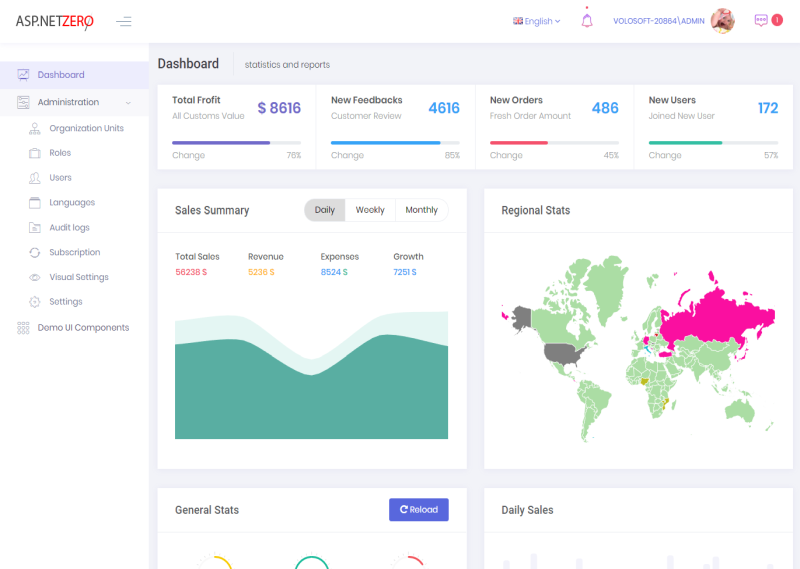 ASP.NETZERO
English
VOLOSOFT-20864\ADMIN
1
Dashboard
Administration
Organization Units
Roles
Users
Languages
Audit logs
Subscription
Visual Settings
Settings
Demo UI Components
Dashboard
statistics and reports
Total Frofit
All Customs Value
$ 8616
Change
76%
New Feedbacks
Customer Review
4616
Change
85%
New Orders
Fresh Order Amount
486
Change
45%
New Users
Joined New User
172
Change
57%
Sales Summary
Daily
Weekly
Monthly
Total Sales
Revenue
Expenses
Growth
56238 $
5236 $
8524 $
7251 $
Regional Stats
General Stats
Reload
Daily Sales